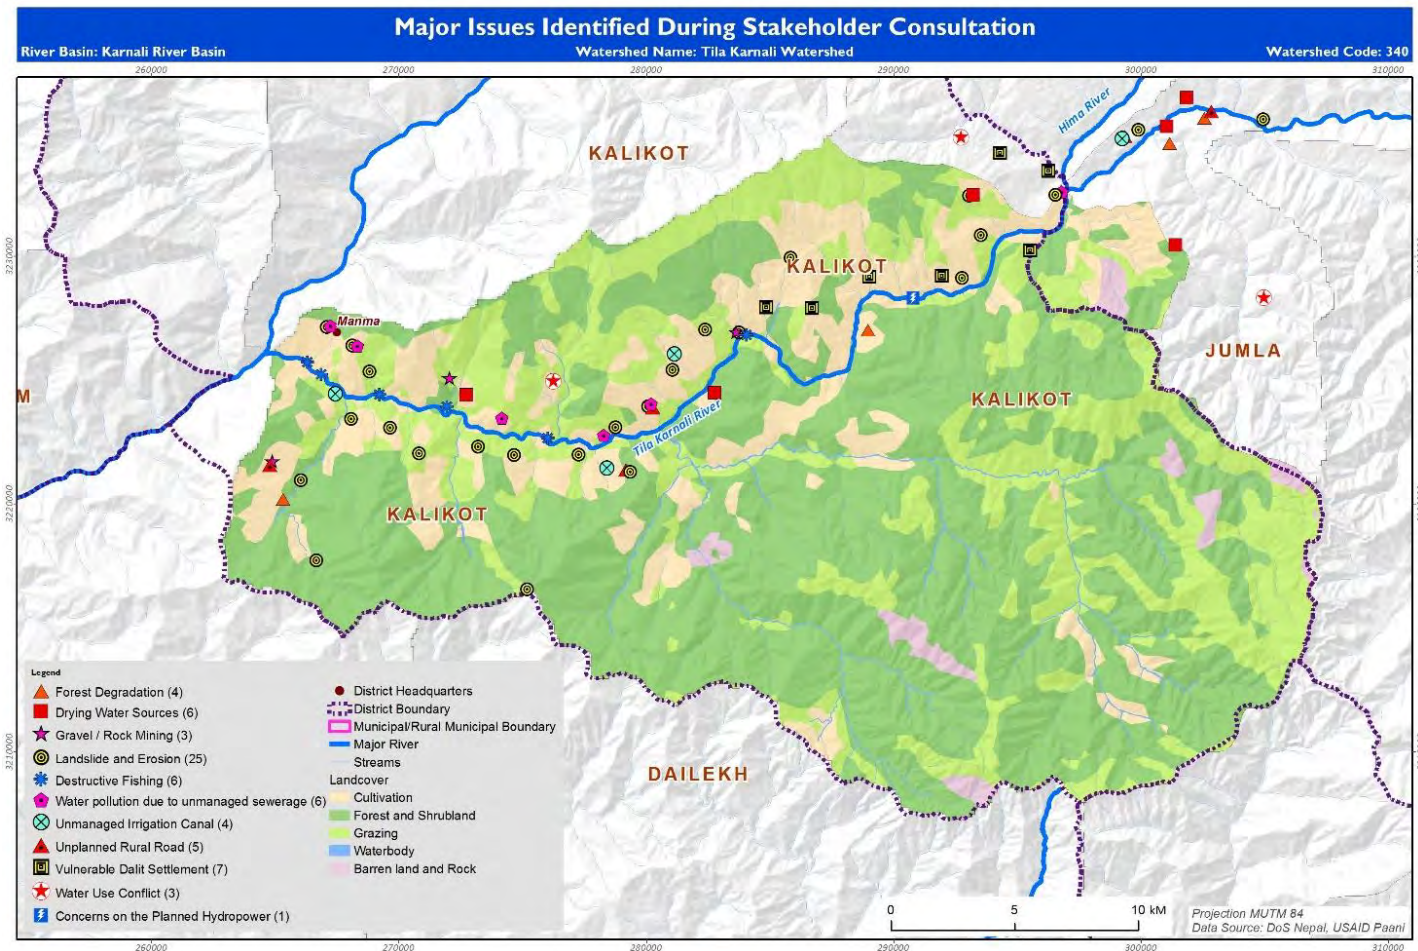 Major Issues Identified During Stakeholder Consultation
River Basin: Karnali River Basin
Watershed Name: Tila Karnali Watershed
Watershed Code: 340
260000
270000
280000
290000
300000
310000
Hima River
KALIKOT
3230000
KALIKOT
Manma
JUMLA
M
KALIKOT
Tila Karnali River
3220000
KALIKOT
3210000
DAILEKH
Legend
Forest Degradation (4)
Drying Water Sources (6)
Gravel / Rock Mining (3)
Landslide and Erosion (25)
Destructive Fishing (6)
Water pollution due to unmanaged sewerage (6)
Unmanaged Irrigation Canal (4)
Unplanned Rural Road (5)
Vulnerable Dalit Settlement (7)
Water Use Conflict (3)
Concerns on the Planned Hydropower (1)
District Headquarters
District Boundary
Municipal/Rural Municipal Boundary
Major River
Streams
Landcover
Cultivation
Forest and Shrubland
Grazing
Waterbody
Barren land and Rock
0 5 10 kM
Projection MUTM 84
Data Source: DoS Nepal, USAID Paani
260000
270000
280000
290000
300000
310000